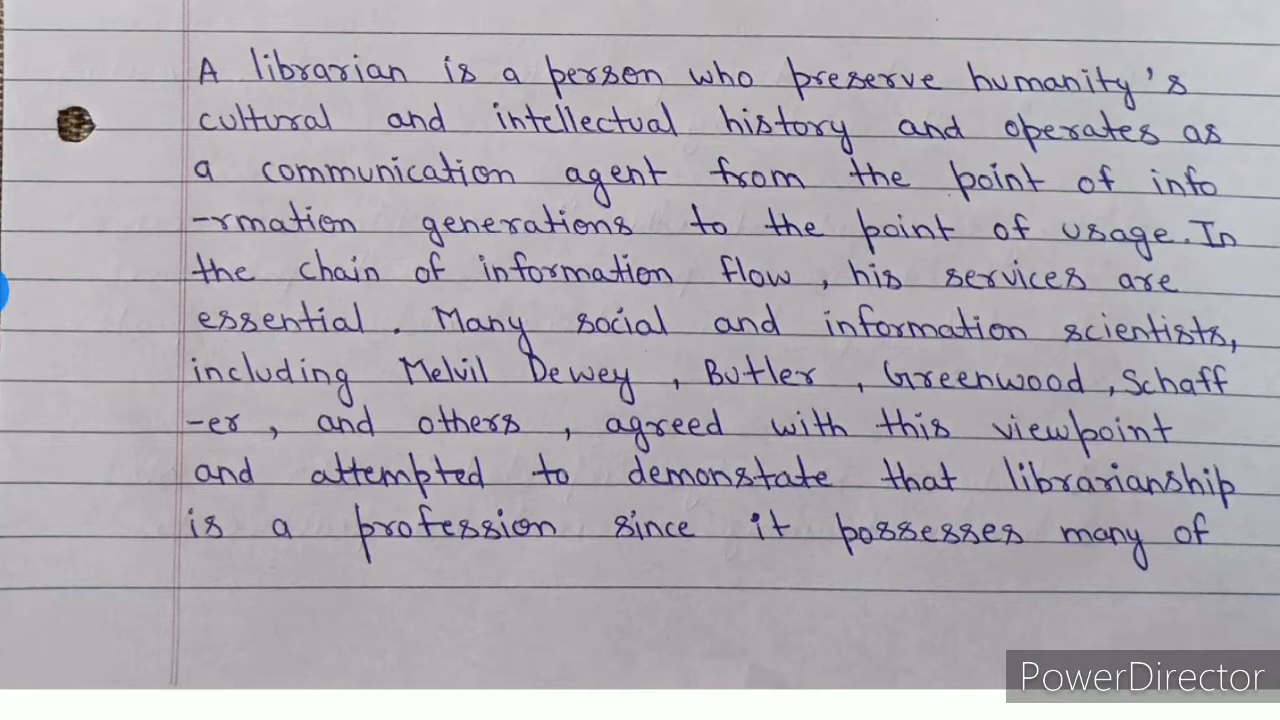 A librarian is a person who preserve humanity's
cultural and intellectual history and operates as
a communication agent from the point of info
-rmation generations to the point of usage. In
the chain of information flow, his services are
essential. Many social and information scientists,
including Melvil Dewey, Butler, Greenwood, Schaff
-er, and others, agreed with this viewpoint
and attempted to demonstate that librarianship
is a profession since it possesses many of
PowerDirector